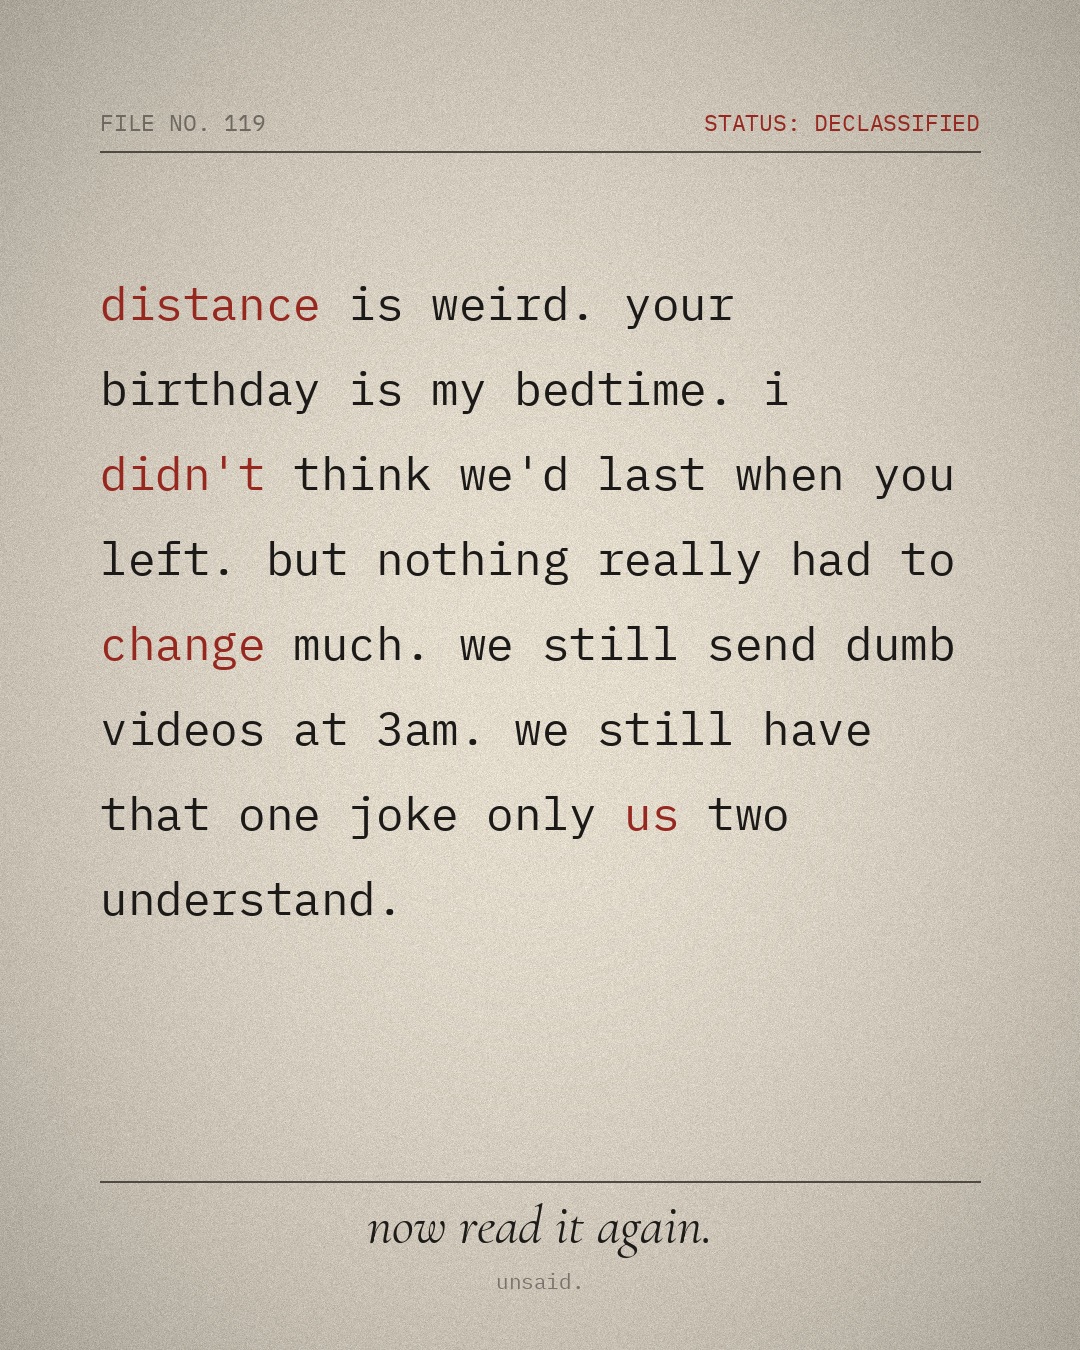 FILE NO. 119
STATUS: DECLASSIFIED
distance is weird. your
birthday is my bedtime. i
didn't think we'd last when you
left. but nothing really had to
change much. we still send dumb
videos at 3am. we still have
that one joke only us two
understand.
now read it again.
unsaid.